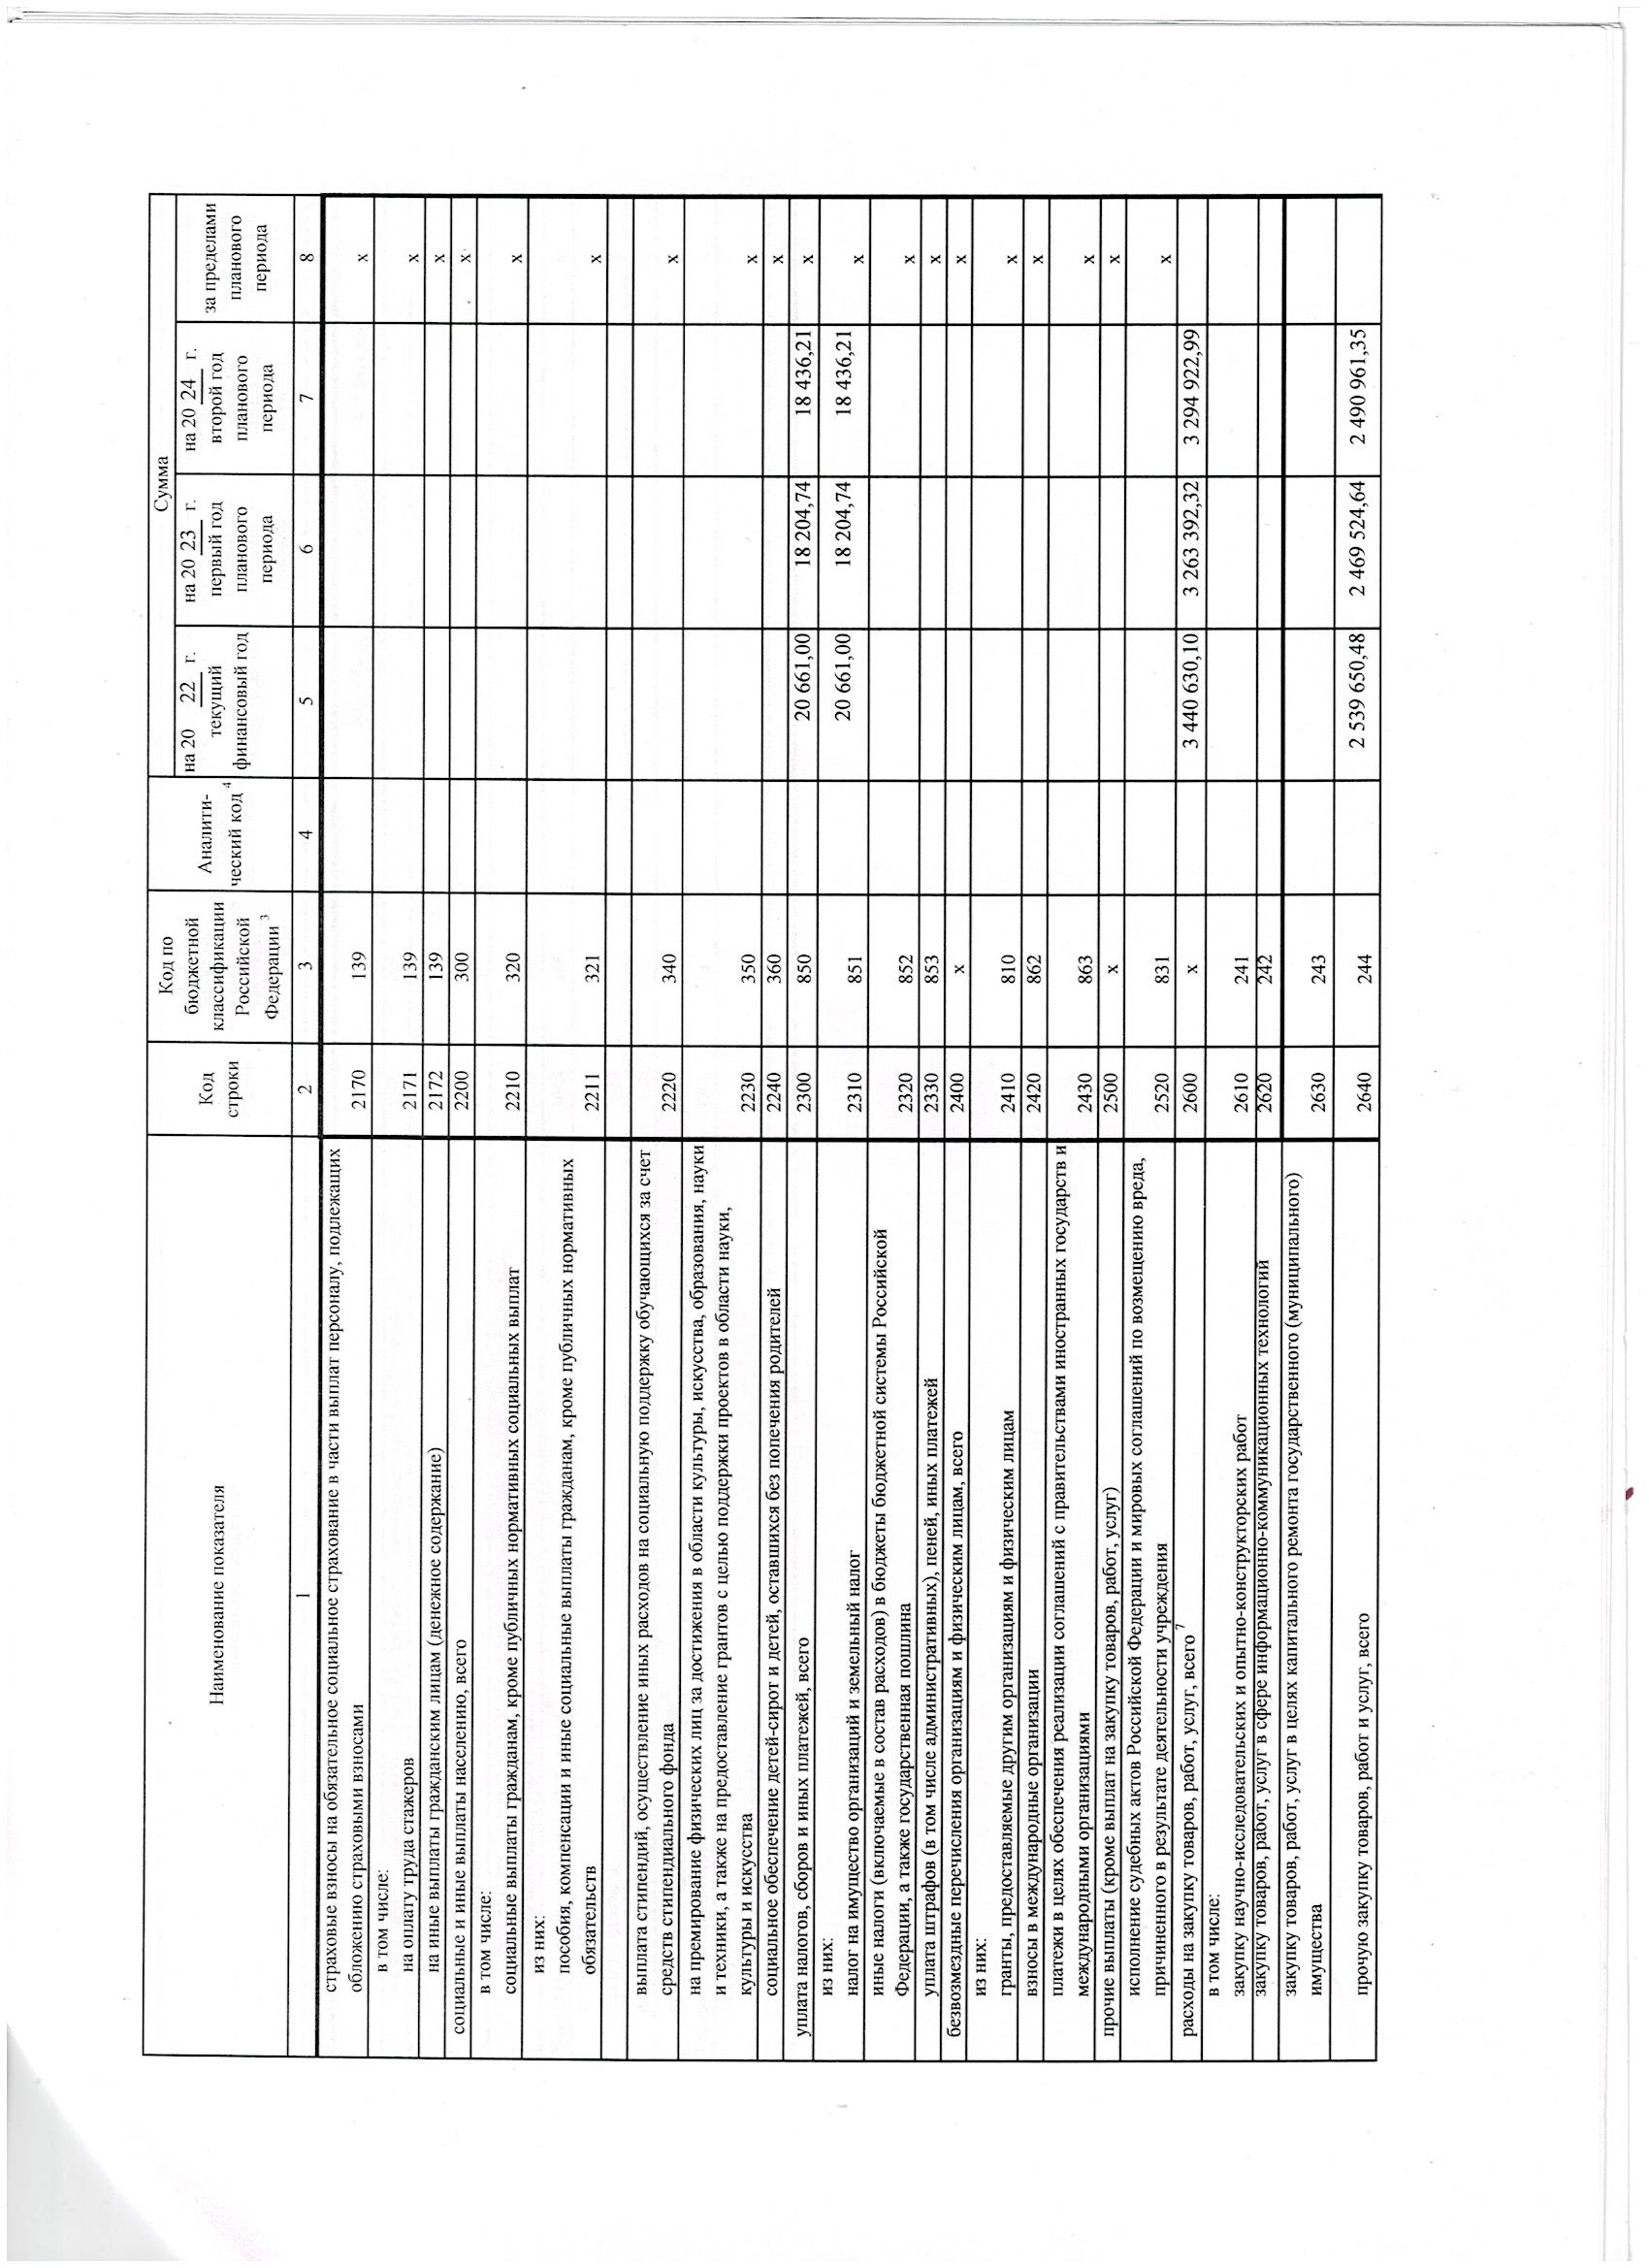 Наименование показателя
Код
строки
Код по
бюджетной
классификации
Российской
Федерации 3
Аналити-
ческий код 4
Сумма
на 20 22 г.
текущий
финансовый год
на 20 23 г.
первый год
планового
периода
на 20 24 г.
второй год
планового
периода
за пределами
планового
периода
1 2 3 4 5 6 7 8
страховые взносы на обязательное социальное страхование в части выплат персоналу, подлежащих
обложению страховыми взносами 2170 139 х
в том числе:
на оплату труда стажеров 2171 139 х
на иные выплаты гражданским лицам (денежное содержание) 2172 139 х
социальные и иные выплаты населению, всего 2200 300 х
в том числе:
социальные выплаты гражданам, кроме публичных нормативных социальных выплат 2210 320 х
из них:
пособия, компенсации и иные социальные выплаты гражданам, кроме публичных нормативных
обязательств 2211 321 х
выплата стипендий, осуществление иных расходов на социальную поддержку обучающихся за счет
средств стипендиального фонда 2220 340 х
на премирование физических лиц за достижения в области культуры, искусства, образования, науки
и техники, а также на предоставление грантов с целью поддержки проектов в области науки,
культуры и искусства 2230 350 х
социальное обеспечение детей-сирот и детей, оставшихся без попечения родителей 2240 360 х
уплата налогов, сборов и иных платежей, всего 2300 850 20 661,00 18 204,74 18 436,21 х
из них:
налог на имущество организаций и земельный налог 2310 851 20 661,00 18 204,74 18 436,21 х
иные налоги (включаемые в состав расходов) в бюджеты бюджетной системы Российской
Федерации, а также государственная пошлина 2320 852 х
уплата штрафов (в том числе административных), пеней, иных платежей 2330 853 х
безвозмездные перечисления организациям и физическим лицам, всего 2400 х х
из них:
гранты, предоставляемые другим организациям и физическим лицам 2410 810 х
взносы в международные организации 2420 862 х
платежи в целях обеспечения реализации соглашений с правительствами иностранных государств и
международными организациями 2430 863 х
прочие выплаты (кроме выплат на закупку товаров, работ, услуг) 2500 х х
исполнение судебных актов Российской Федерации и мировых соглашений по возмещению вреда,
причиненного в результате деятельности учреждения 2520 831 х
расходы на закупку товаров, работ, услуг, всего 7 2600 х 3 440 630,10 3 263 392,32 3 294 922,99
в том числе:
закупку научно-исследовательских и опытно-конструкторских работ 2610 241
закупку товаров, работ, услуг в сфере информационно-коммуникационных технологий 2620 242
закупку товаров, работ, услуг в целях капитального ремонта государственного (муниципального)
имущества 2630 243
прочую закупку товаров, работ и услуг, всего 2640 244 2 539 650,48 2 469 524,64 2 490 961,35